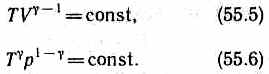 TV^{γ−1} = const, (55.5)
T^{γ}p^{1−γ} = const. (55.6)